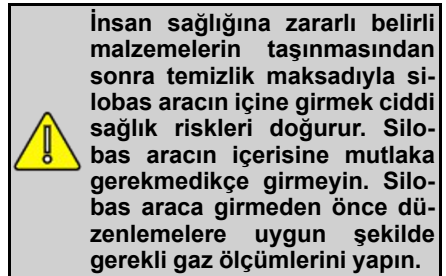 İnsan sağlığına zararlı belirli
malzemelerin taşınmasından
sonra temizlik maksadıyla si-
lobas aracın içine girmek ciddi
sağlık riskleri doğurur. Silo-
bas aracın içerisine mutlaka
gerekmedikçe girmeyin. Silo-
bas araca girmeden önce dü-
zenlemelere uygun şekilde
gerekli gaz ölçümlerini yapın.